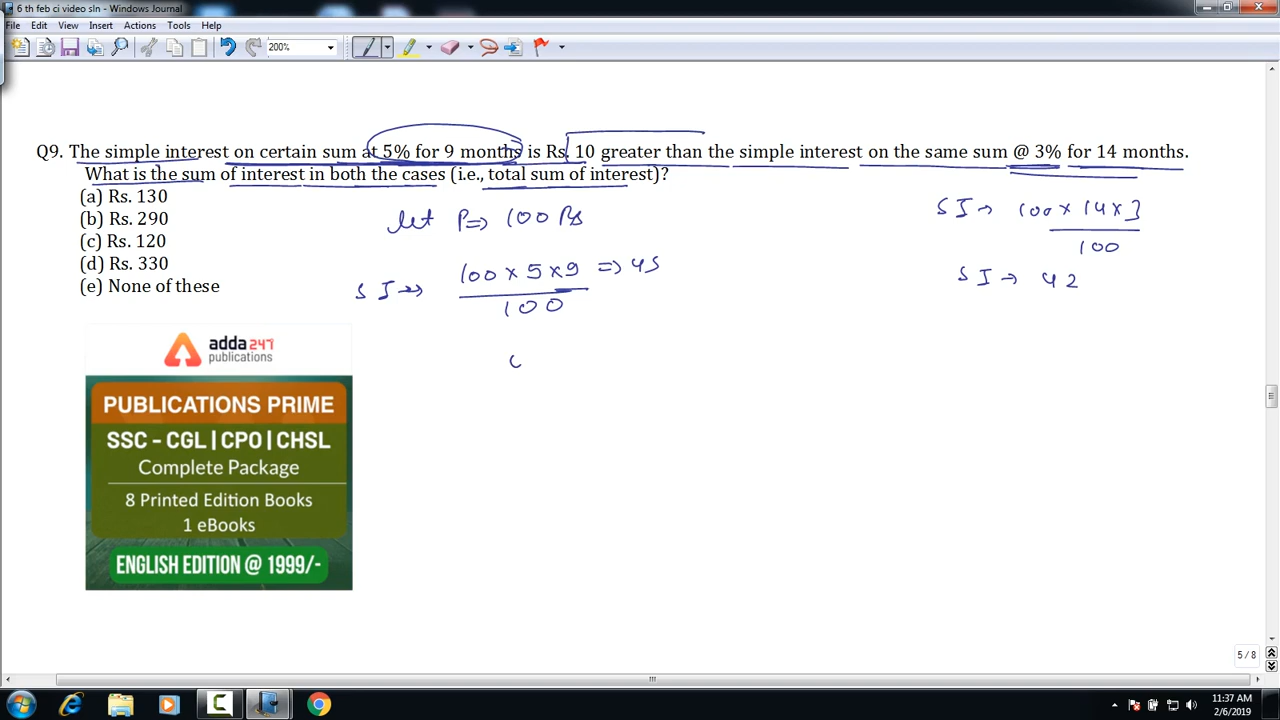 6 th feb ci video sln - Windows Journal
File Edit View Insert Actions Tools Help
200%
Q9. The simple interest on certain sum at 5% for 9 months is Rs. 10 greater than the simple interest on the same sum @ 3% for 14 months.
What is the sum of interest in both the cases (i.e., total sum of interest)?
(a) Rs. 130
(b) Rs. 290
(c) Rs. 120
(d) Rs. 330
(e) None of these
let P⇒ 100 Rs
SI→ 100 × 5 × 9 ⇒ 45
100
SI→ 100 × 14 × 3
100
SI→ 42
adda247
publications
PUBLICATIONS PRIME
SSC - CGL | CPO | CHSL
Complete Package
8 Printed Edition Books
1 eBooks
ENGLISH EDITION @ 1999/-
5 / 8
11:37 AM
2/6/2019